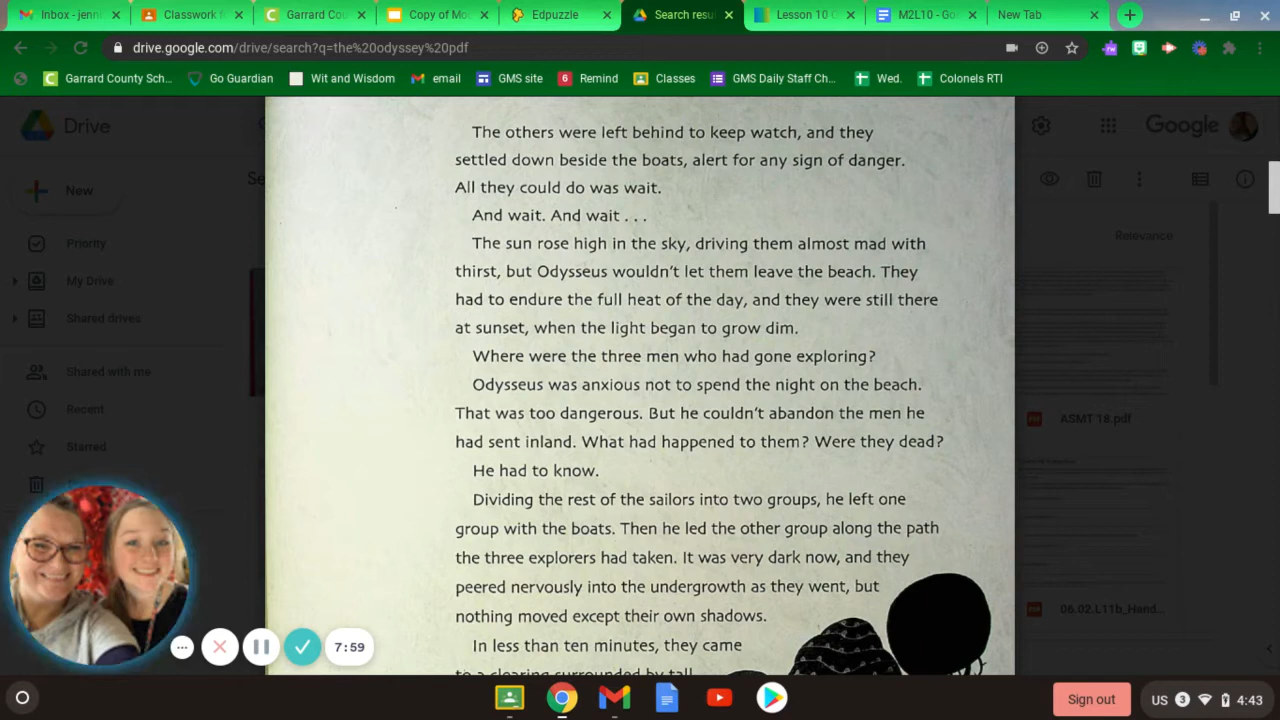 Inbox - jenni
Classwork f
Garrard Cou
Copy of Mo
Edpuzzle
Search resu
Lesson 10 C
M2L10 - Go
New Tab
drive.google.com/drive/search?q=the%20odyssey%20pdf
Garrard County Sch...
Go Guardian
Wit and Wisdom
email
GMS site
6
Remind
Classes
GMS Daily Staff Ch...
Wed.
Colonels RTI
Drive
Google
New
Priority
My Drive
Shared drives
Shared with me
Recent
Starred
Relevance
ASMT 18.pdf
06.02.L11b_Hand...
The others were left behind to keep watch, and they
settled down beside the boats, alert for any sign of danger.
All they could do was wait.
And wait. And wait . . .
The sun rose high in the sky, driving them almost mad with
thirst, but Odysseus wouldn't let them leave the beach. They
had to endure the full heat of the day, and they were still there
at sunset, when the light began to grow dim.
Where were the three men who had gone exploring?
Odysseus was anxious not to spend the night on the beach.
That was too dangerous. But he couldn't abandon the men he
had sent inland. What had happened to them? Were they dead?
He had to know.
Dividing the rest of the sailors into two groups, he left one
group with the boats. Then he led the other group along the path
the three explorers had taken. It was very dark now, and they
peered nervously into the undergrowth as they went, but
nothing moved except their own shadows.
In less than ten minutes, they came
to a clearing surrounded by tall
7:59
Sign out
US
3
4:43